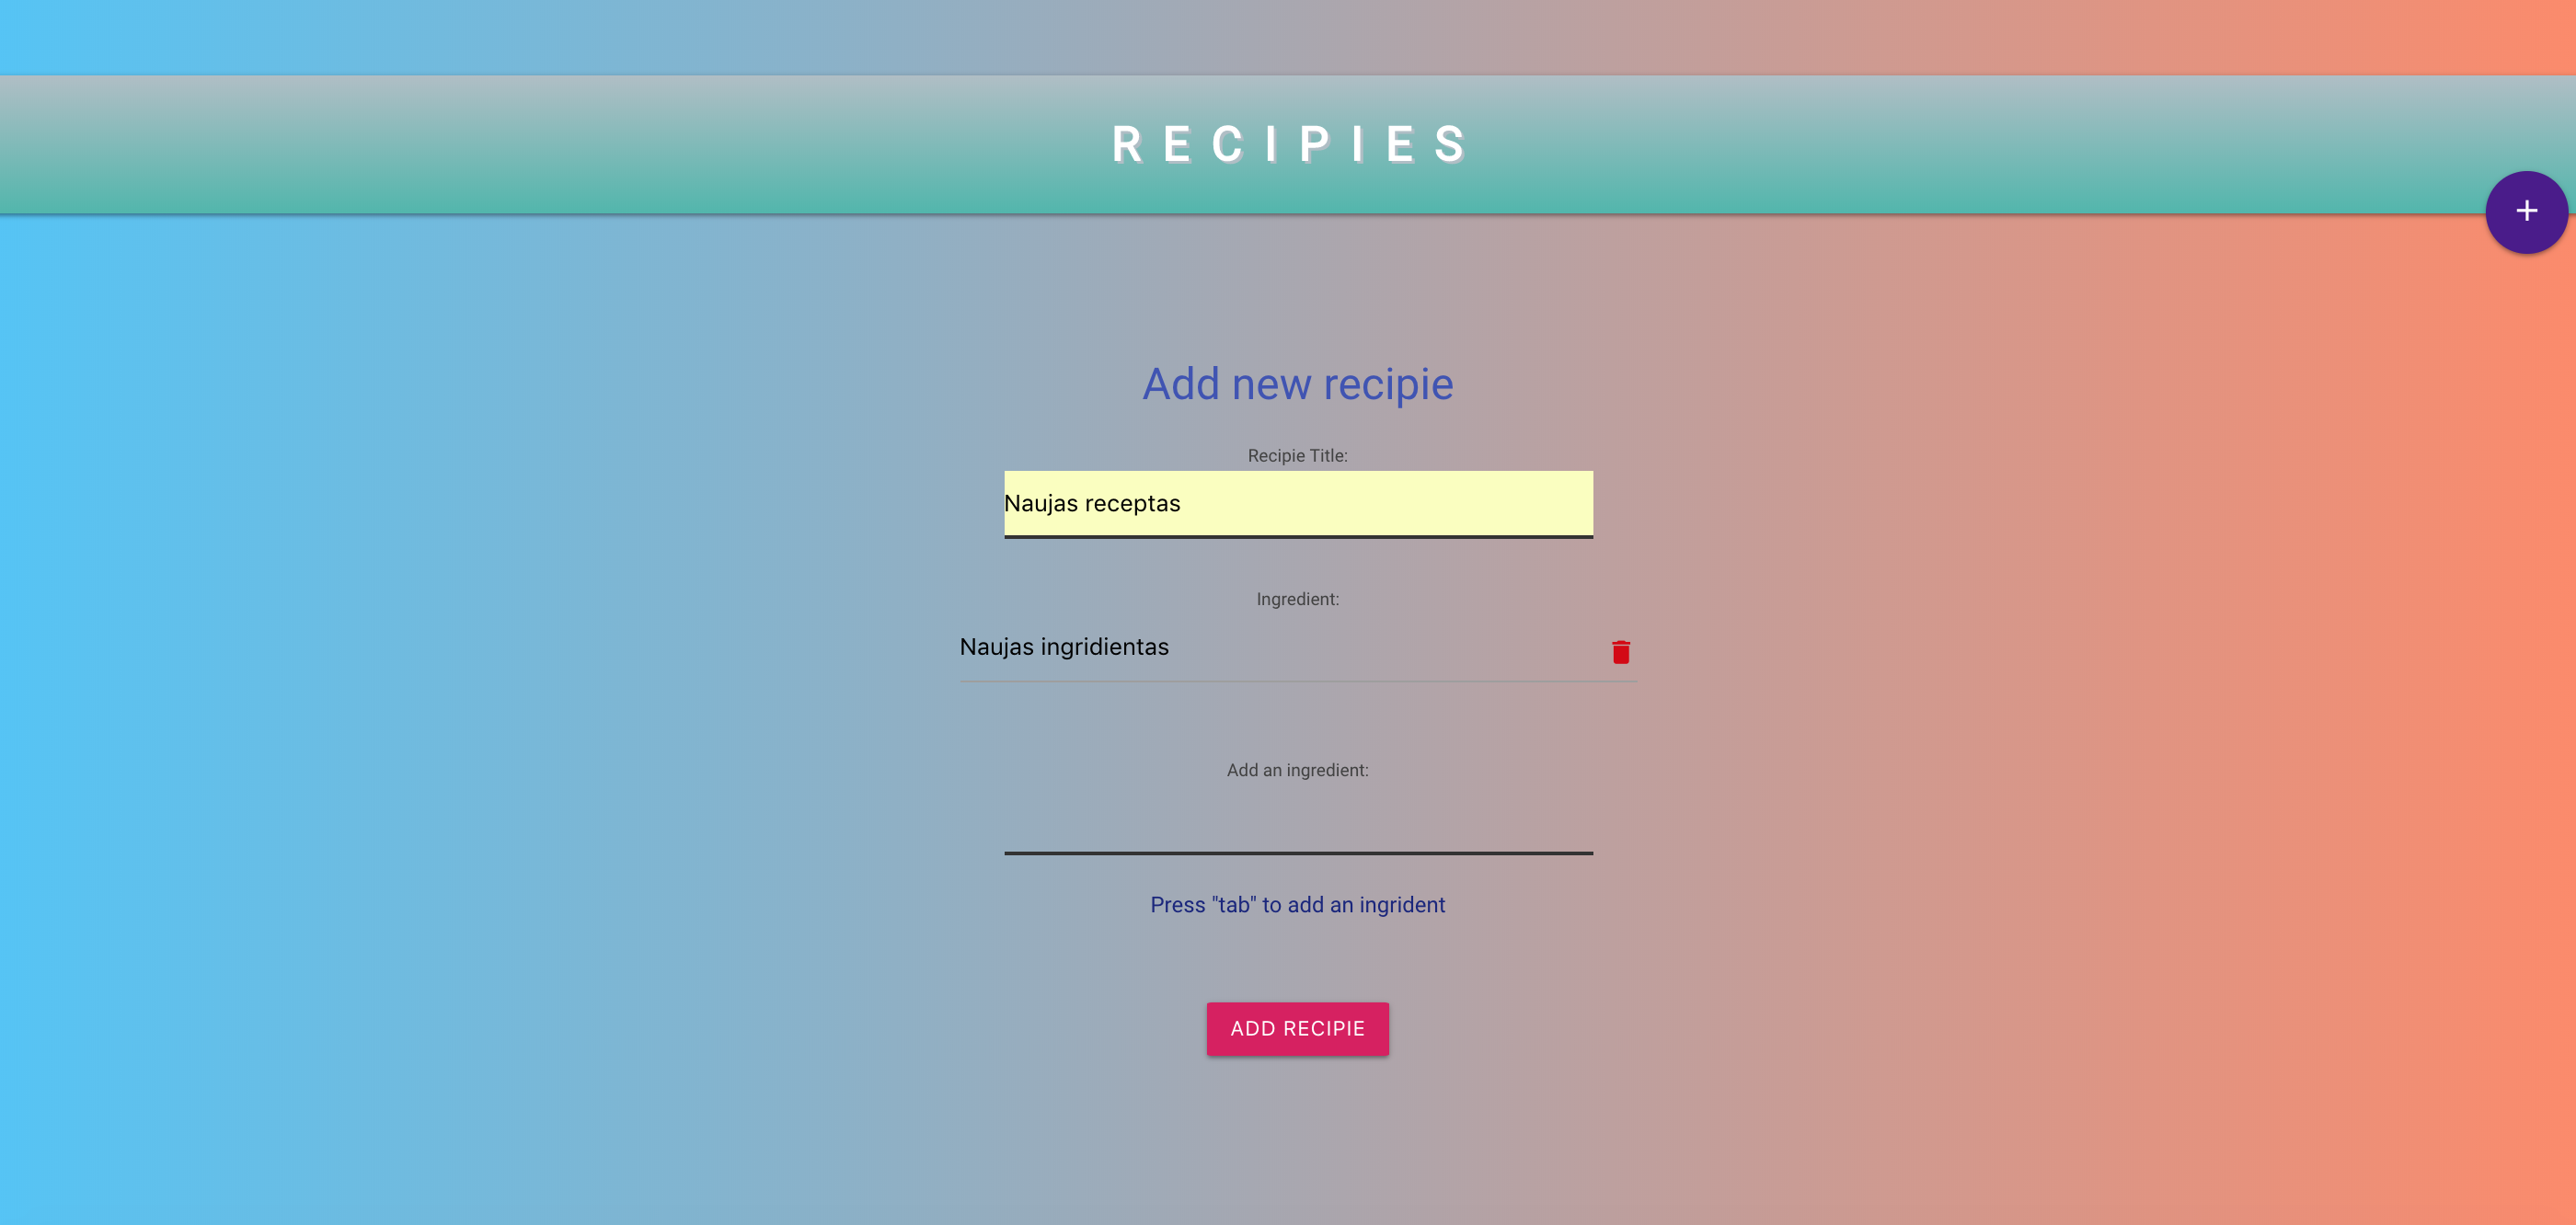 RECIPIES
+
Add new recipie
Recipie Title:
Naujas receptas
Ingredient:
Naujas ingridientas
Add an ingredient:
Press "tab" to add an ingrident
ADD RECIPIE